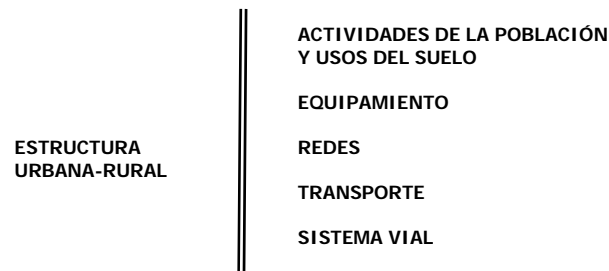 ESTRUCTURA
URBANA-RURAL
ACTIVIDADES DE LA POBLACIÓN
Y USOS DEL SUELO
EQUIPAMIENTO
REDES
TRANSPORTE
SISTEMA VIAL